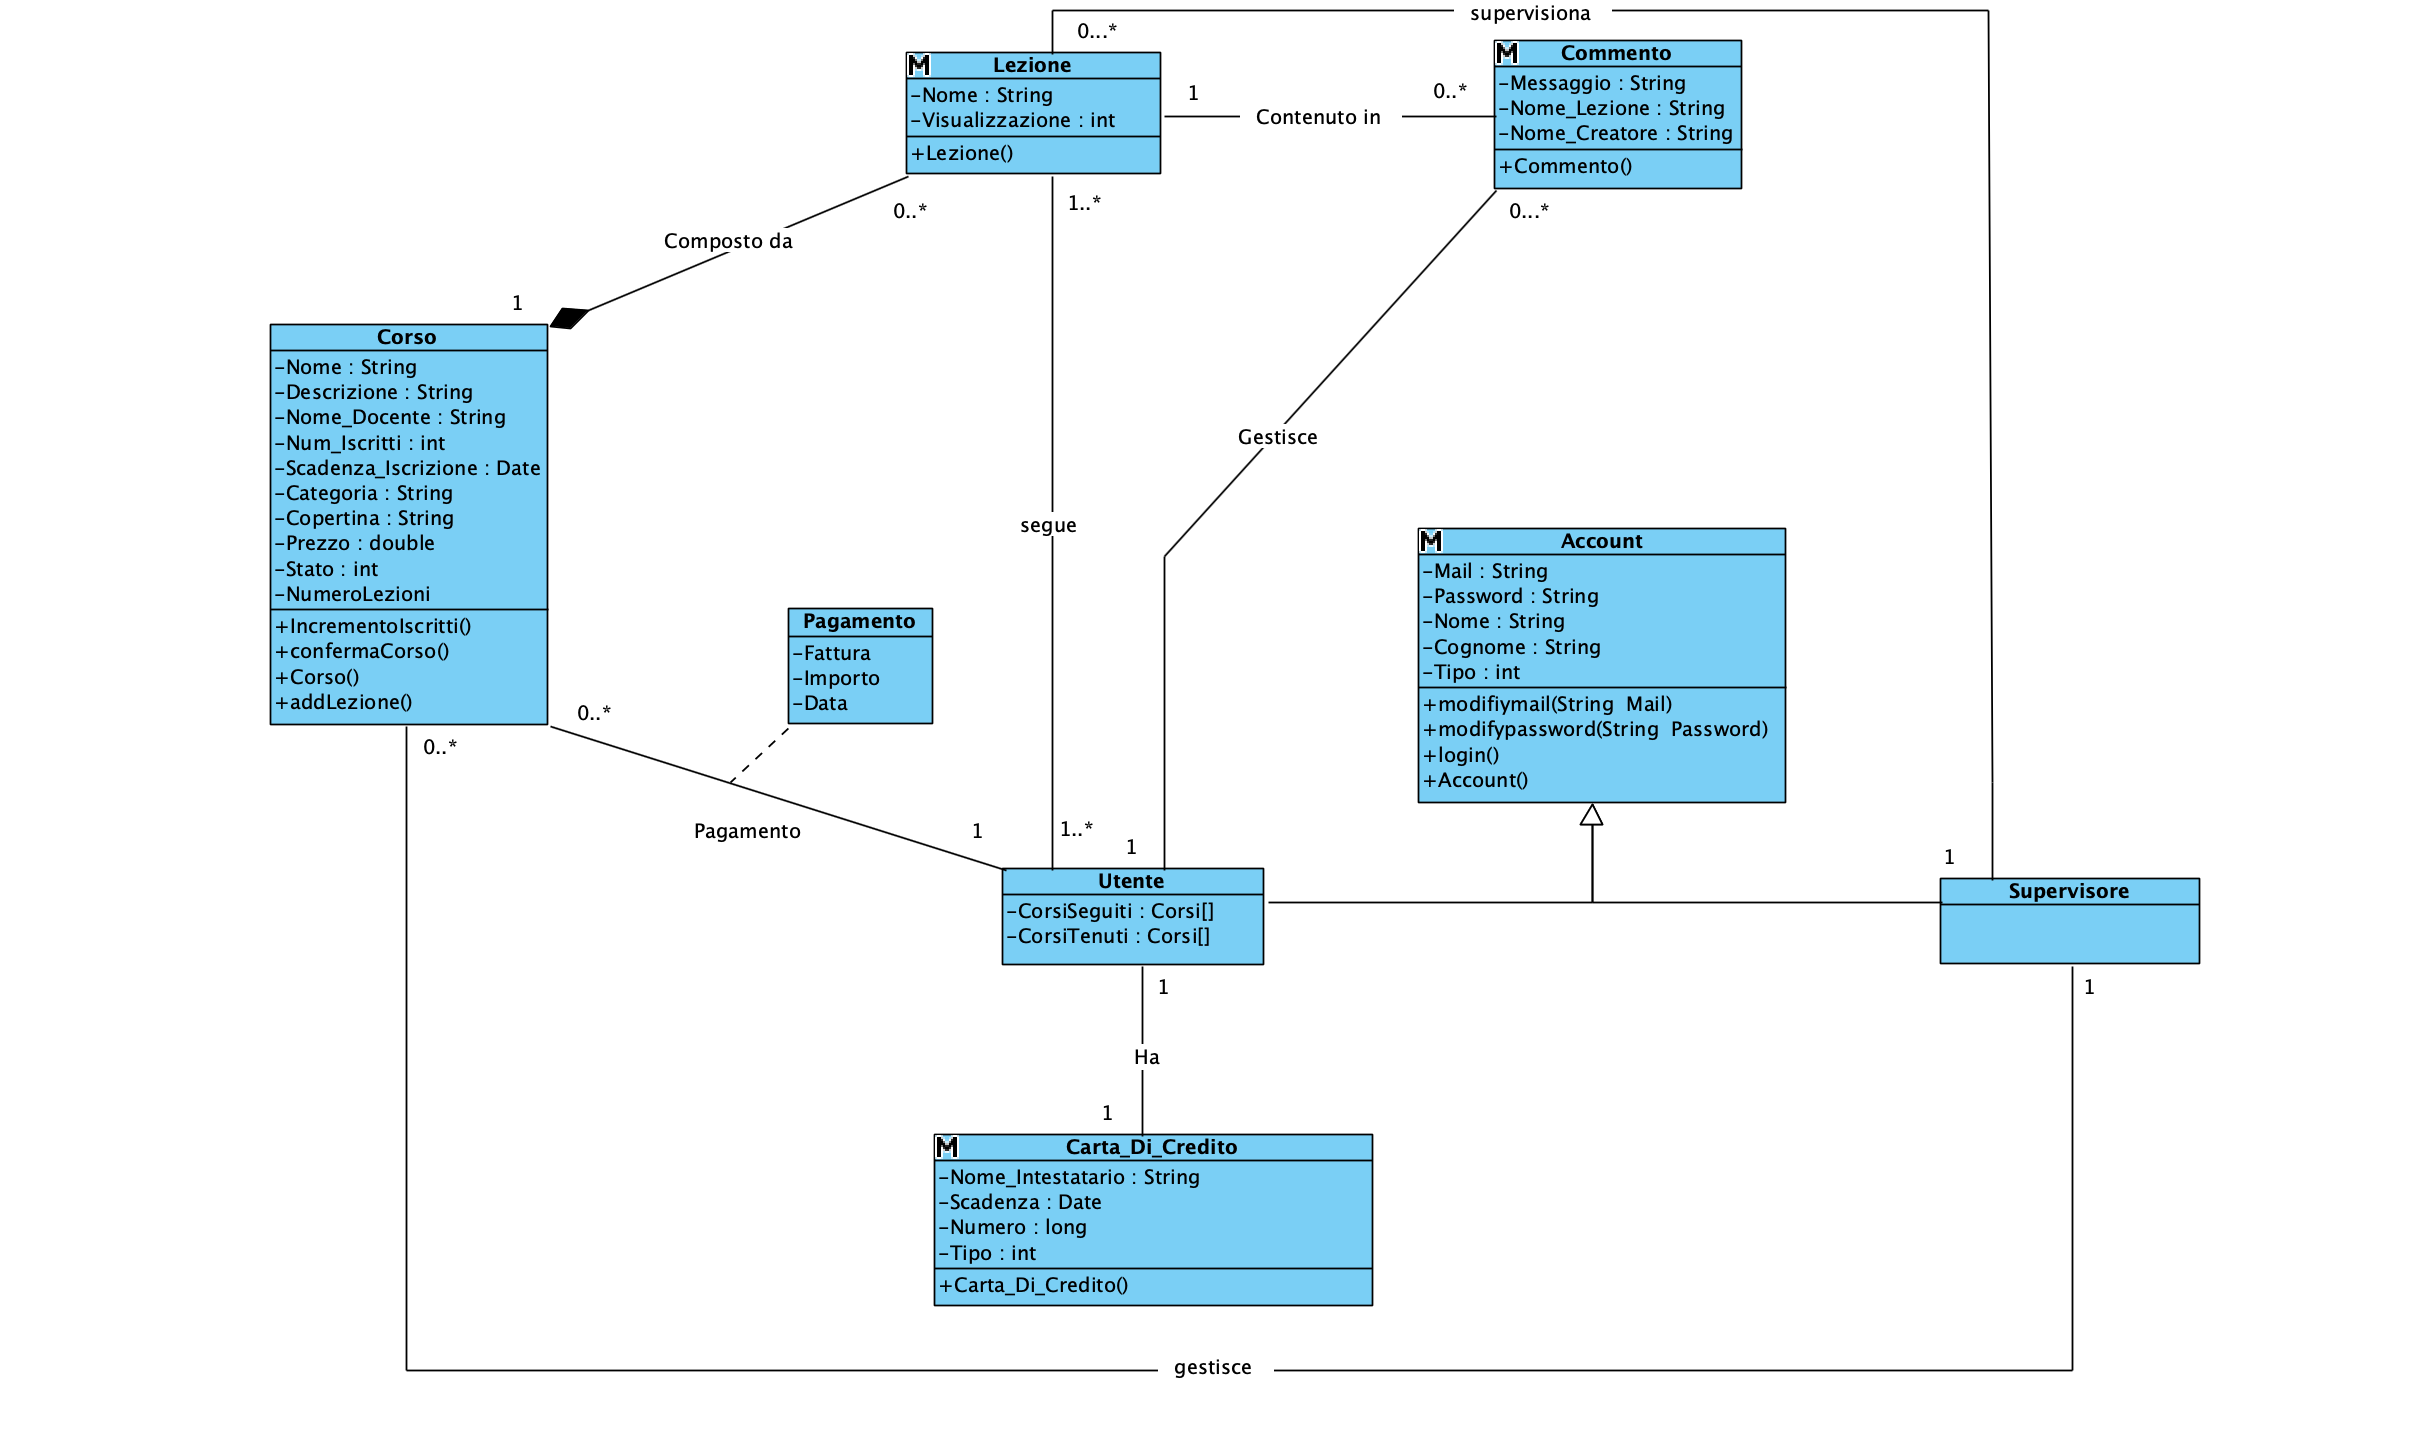 supervisiona
0...*
M Lezione
-Nome : String
-Visualizzazione : int
+Lezione()
1
Contenuto in
0..*
M Commento
-Messaggio : String
-Nome_Lezione : String
-Nome_Creatore : String
+Commento()
0..*
1..*
0...*
Composto da
1
Corso
-Nome : String
-Descrizione : String
-Nome_Docente : String
-Num_Iscritti : int
-Scadenza_Iscrizione : Date
-Categoria : String
-Copertina : String
-Prezzo : double
-Stato : int
-NumeroLezioni
+IncrementoIscritti()
+confermaCorso()
+Corso()
+addLezione()
Gestisce
segue
M Account
-Mail : String
-Password : String
-Nome : String
-Cognome : String
-Tipo : int
+modifiymail(String Mail)
+modifypassword(String Password)
+login()
+Account()
Pagamento
-Fattura
-Importo
-Data
0..*
0..*
Pagamento
1
1..*
1
1
Utente
-CorsiSeguiti : Corsi[]
-CorsiTenuti : Corsi[]
Supervisore
1
1
Ha
1
M Carta_Di_Credito
-Nome_Intestatario : String
-Scadenza : Date
-Numero : long
-Tipo : int
+Carta_Di_Credito()
gestisce